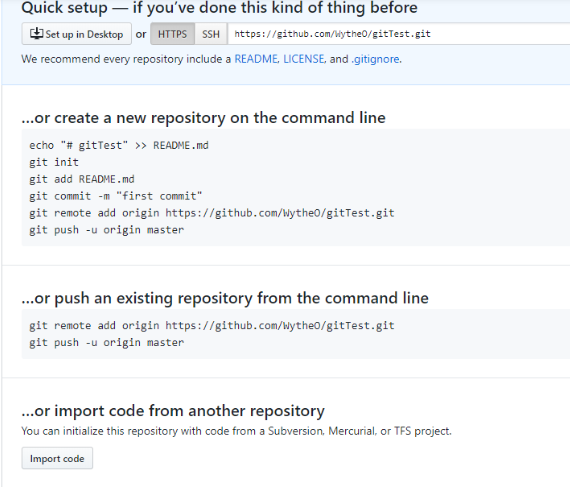 Quick setup — if you’ve done this kind of thing before
Set up in Desktop or HTTPS SSH https://github.com/WytheO/gitTest.git
We recommend every repository include a README, LICENSE, and .gitignore.
...or create a new repository on the command line
echo "# gitTest" >> README.md
git init
git add README.md
git commit -m "first commit"
git remote add origin https://github.com/WytheO/gitTest.git
git push -u origin master
...or push an existing repository from the command line
git remote add origin https://github.com/WytheO/gitTest.git
git push -u origin master
...or import code from another repository
You can initialize this repository with code from a Subversion, Mercurial, or TFS project.
Import code